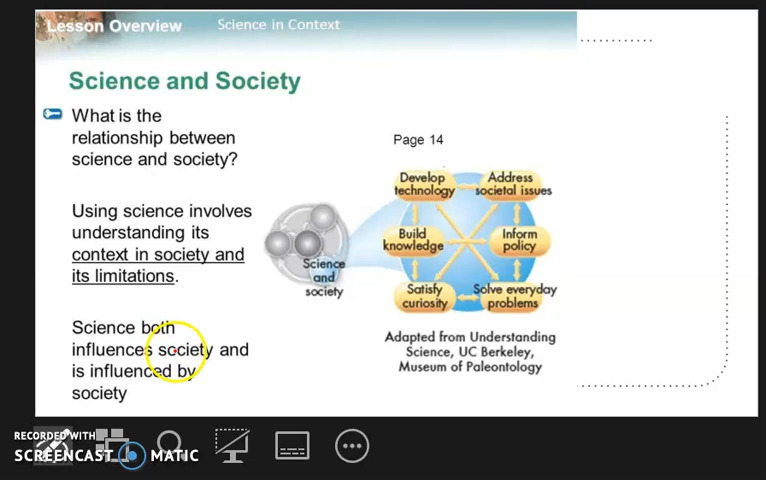 Lesson Overview
Science in Context
Science and Society
What is the
relationship between
science and society?
Page 14
Using science involves
understanding its
context in society and
its limitations.
Science both
influences society and
is influenced by
society
Science
and
society
Develop
technology
Address
societal issues
Build
knowledge
Inform
policy
Satisfy
curiosity
Solve everyday
problems
Adapted from Understanding
Science, UC Berkeley,
Museum of Paleontology
RECORDED WITH
SCREENCAST MATIC